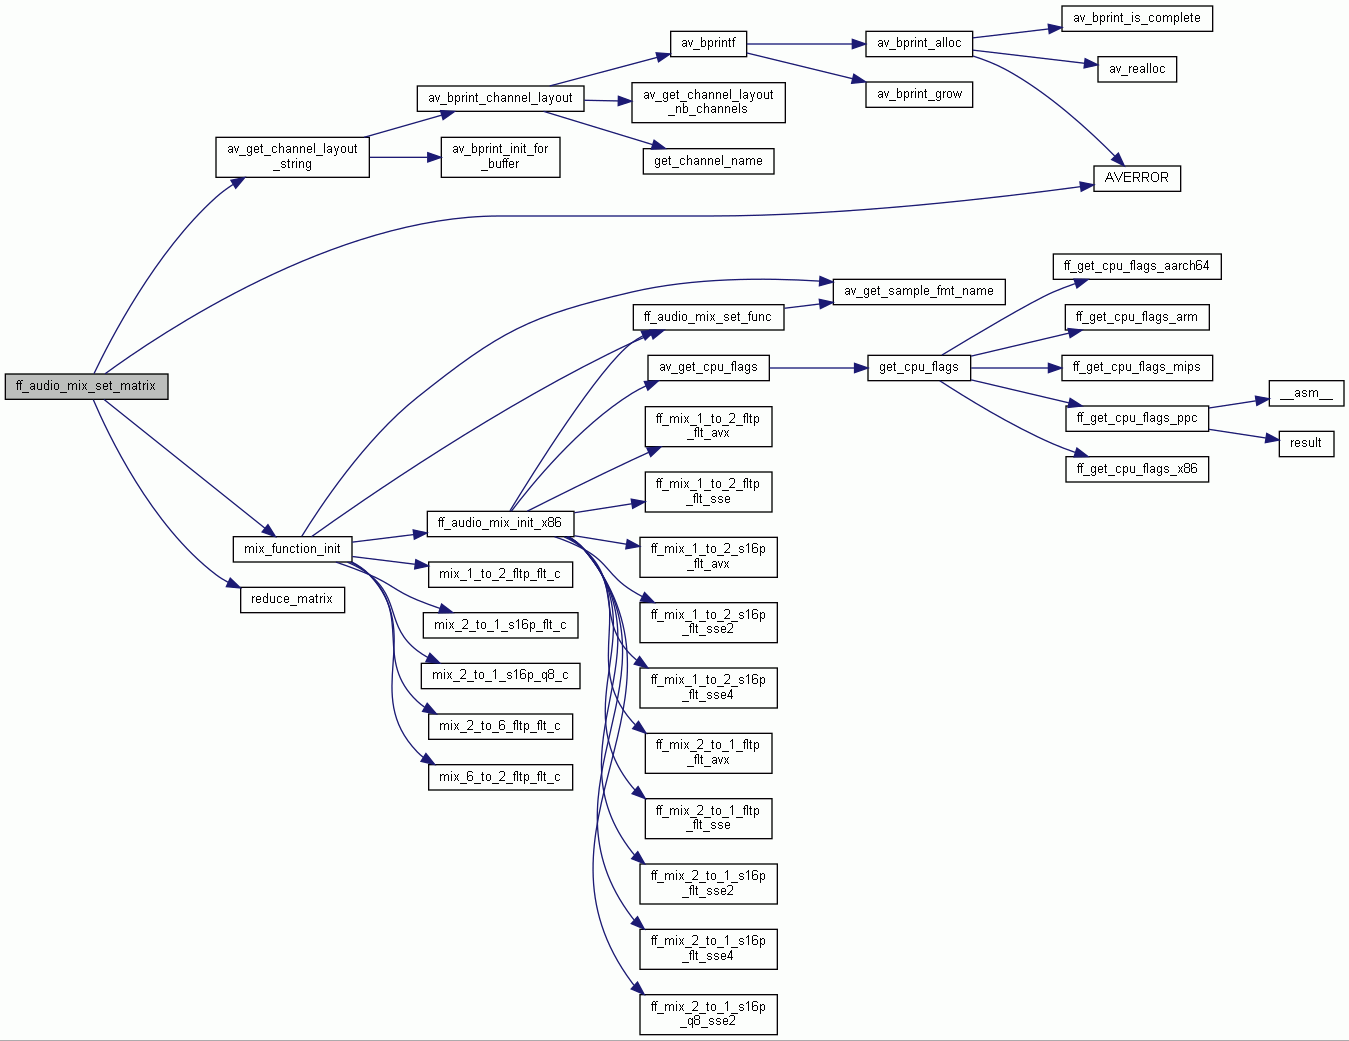 av_bprint_is_complete
av_bprintf
av_bprint_alloc
av_realloc
av_bprint_channel_layout
av_get_channel_layout
_nb_channels
av_bprint_grow
av_get_channel_layout
_string
av_bprint_init_for
_buffer
get_channel_name
AVERROR
ff_get_cpu_flags_aarch64
av_get_sample_fmt_name
ff_audio_mix_set_func
ff_get_cpu_flags_arm
ff_audio_mix_set_matrix
av_get_cpu_flags
get_cpu_flags
ff_get_cpu_flags_mips
__asm__
ff_mix_1_to_2_fltp
_flt_avx
ff_get_cpu_flags_ppc
result
ff_get_cpu_flags_x86
ff_mix_1_to_2_fltp
_flt_sse
ff_audio_mix_init_x86
mix_function_init
ff_mix_1_to_2_s16p
_flt_avx
mix_1_to_2_fltp_flt_c
reduce_matrix
ff_mix_1_to_2_s16p
_flt_sse2
mix_2_to_1_s16p_flt_c
mix_2_to_1_s16p_q8_c
ff_mix_1_to_2_s16p
_flt_sse4
mix_2_to_6_fltp_flt_c
ff_mix_2_to_1_fltp
_flt_avx
mix_6_to_2_fltp_flt_c
ff_mix_2_to_1_fltp
_flt_sse
ff_mix_2_to_1_s16p
_flt_sse2
ff_mix_2_to_1_s16p
_flt_sse4
ff_mix_2_to_1_s16p
_q8_sse2